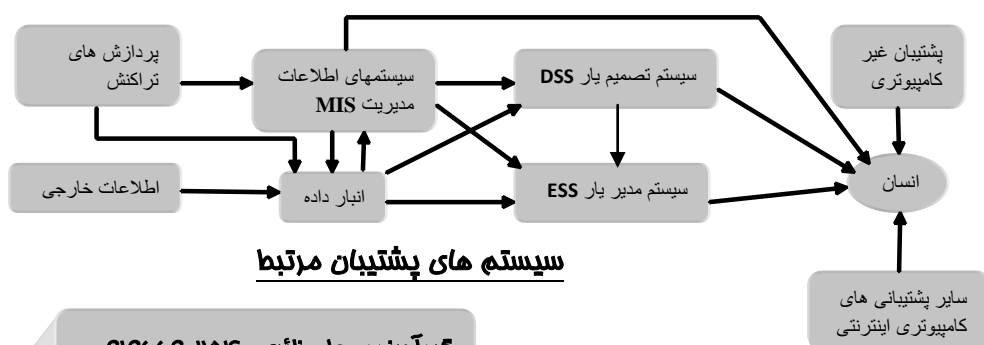 پردازش های
تراکنش
سیستمهای اطلاعات
مدیریت MIS
سیستم تصمیم یار DSS
پشتیبان غیر
کامپیوتری
اطلاعات خارجی
انبار داده
سیستم مدیر یار ESS
انسان
سیستم های پشتیبان مرتبط
سایر پشتیبانی های
کامپیوتری اینترنتی